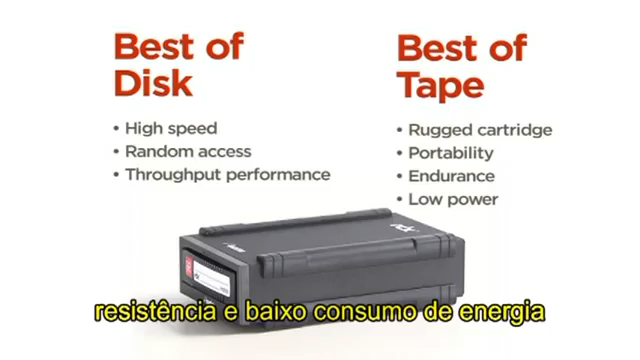 Best of
Disk
• High speed
• Random access
• Throughput performance
Best of
Tape
• Rugged cartridge
• Portability
• Endurance
• Low power
resistência e baixo consumo de energia